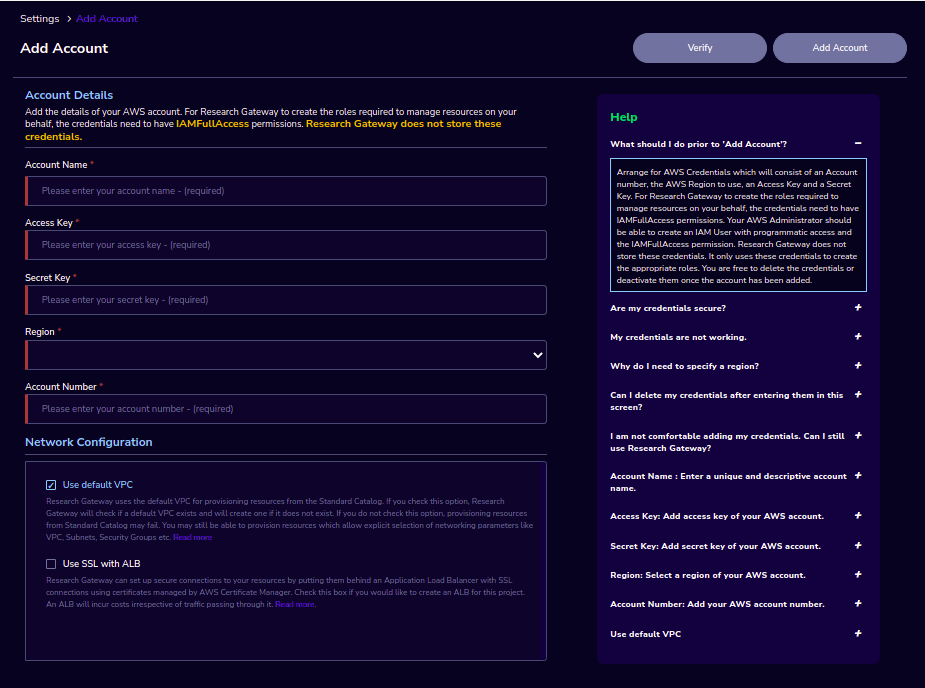 Settings > Add Account
Add Account
Verify
Add Account
Account Details
Add the details of your AWS account. For Research Gateway to create the roles required to manage resources on your
behalf, the credentials need to have IAMFullAccess permissions. Research Gateway does not store these
credentials.
Account Name *
Please enter your account name - (required)
Access Key *
Please enter your access key - (required)
Secret Key *
Please enter your secret key - (required)
Region *
Account Number *
Please enter your account number - (required)
Network Configuration
Use default VPC
Research Gateway uses the default VPC for provisioning resources from the Standard Catalog. If you check this option, Research
Gateway will check if a default VPC exists and will create one if it does not exist. If you do not check this option, provisioning resources
from Standard Catalog may fail. You may still be able to provision resources which allow explicit selection of networking parameters like
VPC, Subnets, Security Groups etc. Read more
Use SSL with ALB
Research Gateway can set up secure connections to your resources by putting them behind an Application Load Balancer with SSL
connections using certificates managed by AWS Certificate Manager. Check this box if you would like to create an ALB for this project.
An ALB will incur costs irrespective of traffic passing through it. Read more.
Help
What should I do prior to 'Add Account'? −
Arrange for AWS Credentials which will consist of an Account
number, the AWS Region to use, an Access Key and a Secret
Key. For Research Gateway to create the roles required to
manage resources on your behalf, the credentials need to have
IAMFullAccess permissions. Your AWS Administrator should
be able to create an IAM User with programmatic access and
the IAMFullAccess permission. Research Gateway does not
store these credentials. It only uses these credentials to create
the appropriate roles. You are free to delete the credentials or
deactivate them once the account has been added.
Are my credentials secure? +
My credentials are not working. +
Why do I need to specify a region? +
Can I delete my credentials after entering them in this +
screen?
I am not comfortable adding my credentials. Can I still +
use Research Gateway?
Account Name : Enter a unique and descriptive account +
name.
Access Key: Add access key of your AWS account. +
Secret Key: Add secret key of your AWS account. +
Region: Select a region of your AWS account. +
Account Number: Add your AWS account number. +
Use default VPC +